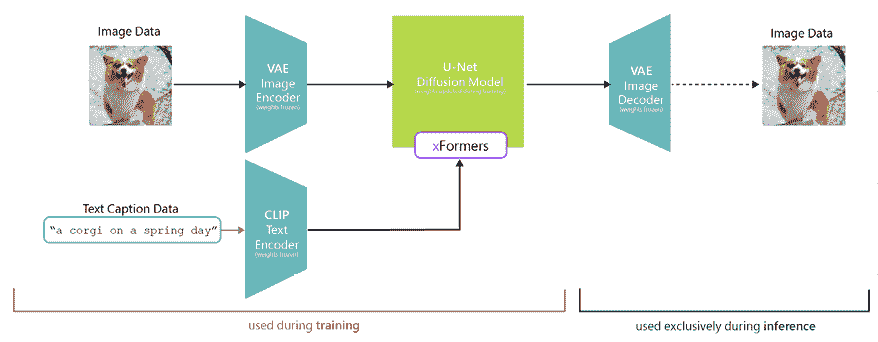 Image Data
VAE
Image
Encoder
(weights frozen)
U-Net
Diffusion Model
xFormers
VAE
Image
Decoder
(weights frozen)
Image Data
Text Caption Data
"a corgi on a spring day"
CLIP
Text
Encoder
(weights frozen)
used during training
used exclusively during inference